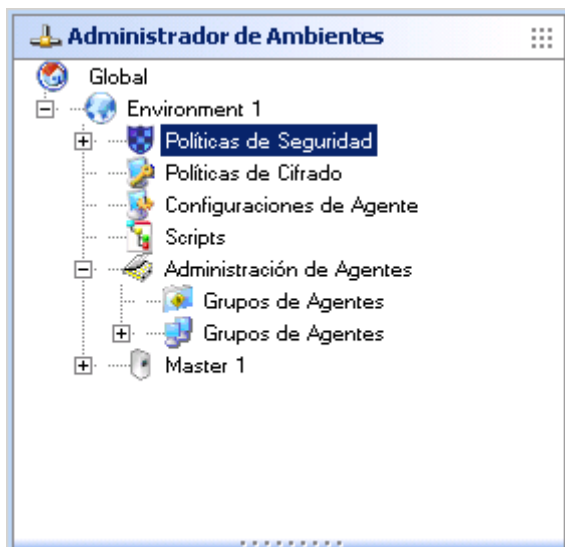 Administrador de Ambientes
Global
Environment 1
Políticas de Seguridad
Políticas de Cifrado
Configuraciones de Agente
Scripts
Administración de Agentes
Grupos de Agentes
Grupos de Agentes
Master 1